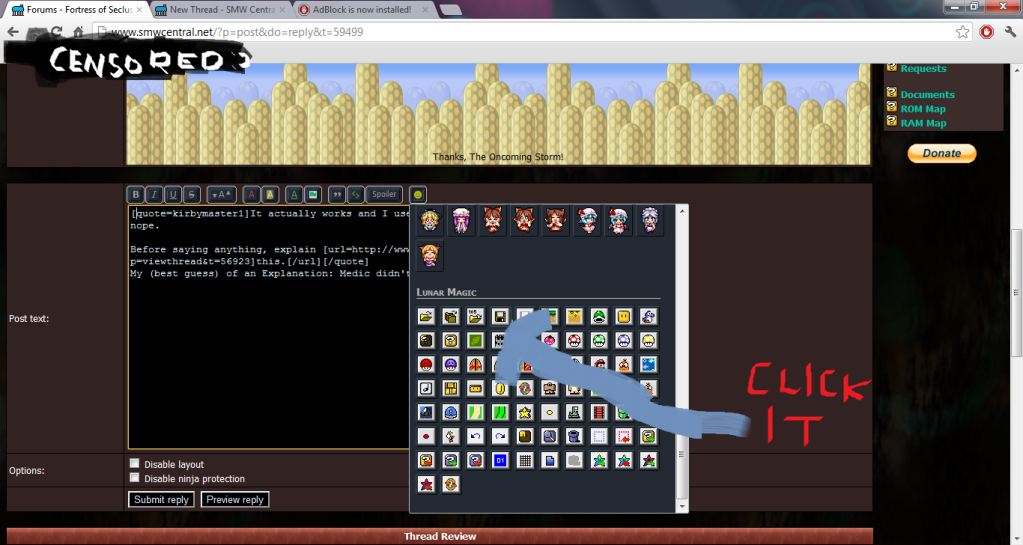 Forums - Fortress of Seclus
New Thread - SMW Centra
AdBlock is now installed!
www.smwcentral.net/?p=post&do=reply&t=59499
CENSORED
Requests
Documents
ROM Map
RAM Map
Donate
Thanks, The Oncoming Storm!
B I U S A A A A Spoiler
Post text:
[quote=kirbymaster1]It actually works and I use
nope.
Before saying anything, explain [url=http://www
p=viewthread&t=56923]this.[/url][/quote]
My (best guess) of an Explanation: Medic didn't
LUNAR MAGIC
CLICK
IT
Options:
Disable layout
Disable ninja protection
Submit reply Preview reply
Thread Review